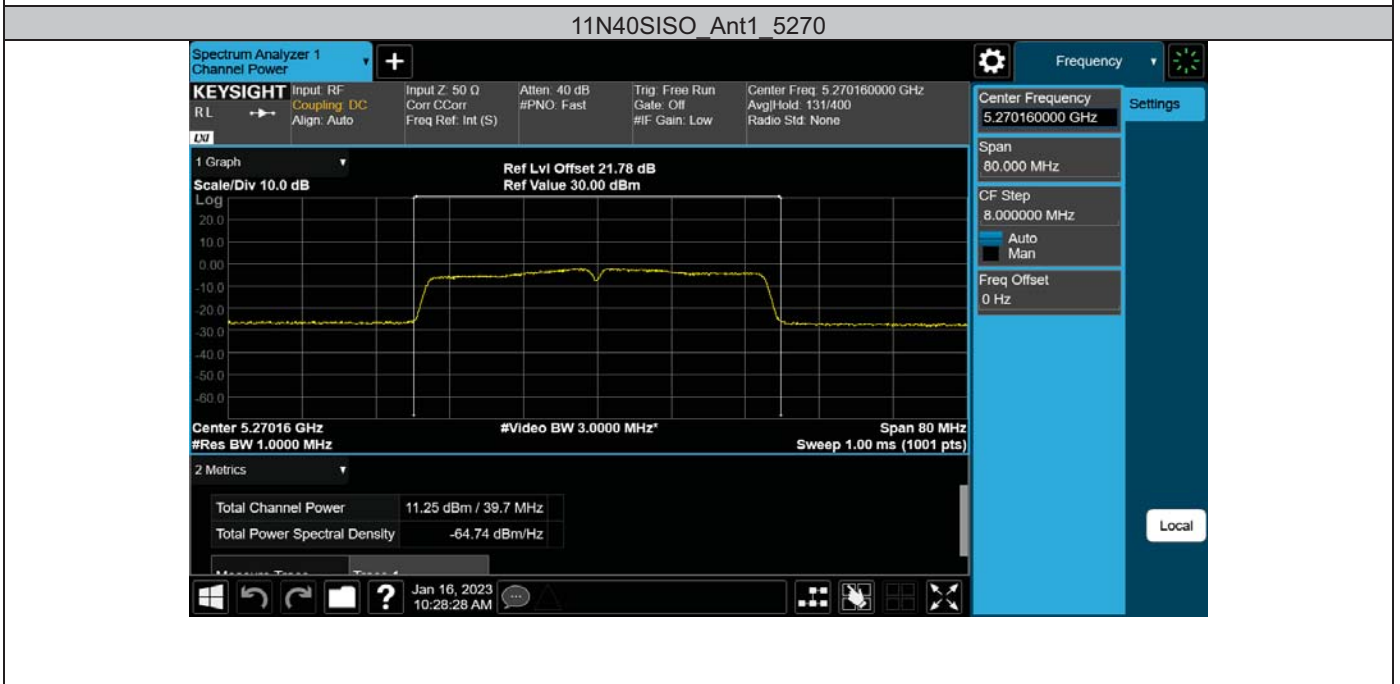 11N40SISO_Ant1_5270
Spectrum Analyzer 1
Channel Power
+
Frequency
KEYSIGHT
R L
LXI
Input: RF
Coupling: DC
Align: Auto
Input Z: 50 Ω
Corr CCorr
Freq Ref: Int (S)
Atten: 40 dB
#PNO: Fast
Trig: Free Run
Gate: Off
#IF Gain: Low
Center Freq: 5.270160000 GHz
Avg|Hold: 131/400
Radio Std: None
Center Frequency
5.270160000 GHz
Settings
Span
80.000 MHz
CF Step
8.000000 MHz
Auto
Man
Freq Offset
0 Hz
Local
1 Graph
Scale/Div 10.0 dB
Ref Lvl Offset 21.78 dB
Ref Value 30.00 dBm
Log
20.0
10.0
0.00
-10.0
-20.0
-30.0
-40.0
-50.0
-60.0
Center 5.27016 GHz
#Res BW 1.0000 MHz
#Video BW 3.0000 MHz*
Span 80 MHz
Sweep 1.00 ms (1001 pts)
2 Metrics
Total Channel Power 11.25 dBm / 39.7 MHz
Total Power Spectral Density -64.74 dBm/Hz
?
Jan 16, 2023
10:28:28 AM